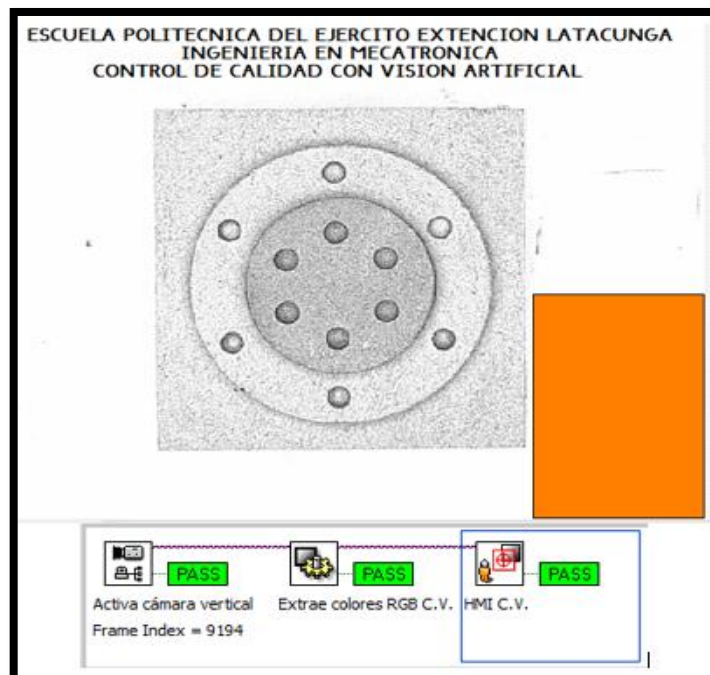 ESCUELA POLITECNICA DEL EJERCITO EXTENCION LATACUNGA
INGENIERIA EN MECATRONICA
CONTROL DE CALIDAD CON VISION ARTIFICIAL
PASS PASS PASS
Activa cámara vertical Extrae colores RGB C.V. HMI C.V.
Frame Index = 9194